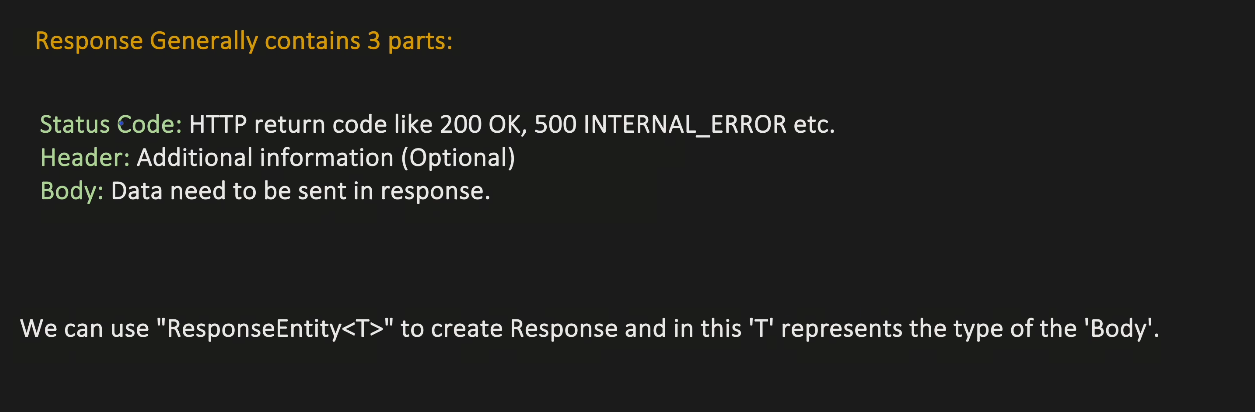 Response Generally contains 3 parts:
Status Code: HTTP return code like 200 OK, 500 INTERNAL_ERROR etc.
Header: Additional information (Optional)
Body: Data need to be sent in response.
We can use "ResponseEntity<T>" to create Response and in this 'T' represents the type of the 'Body'.